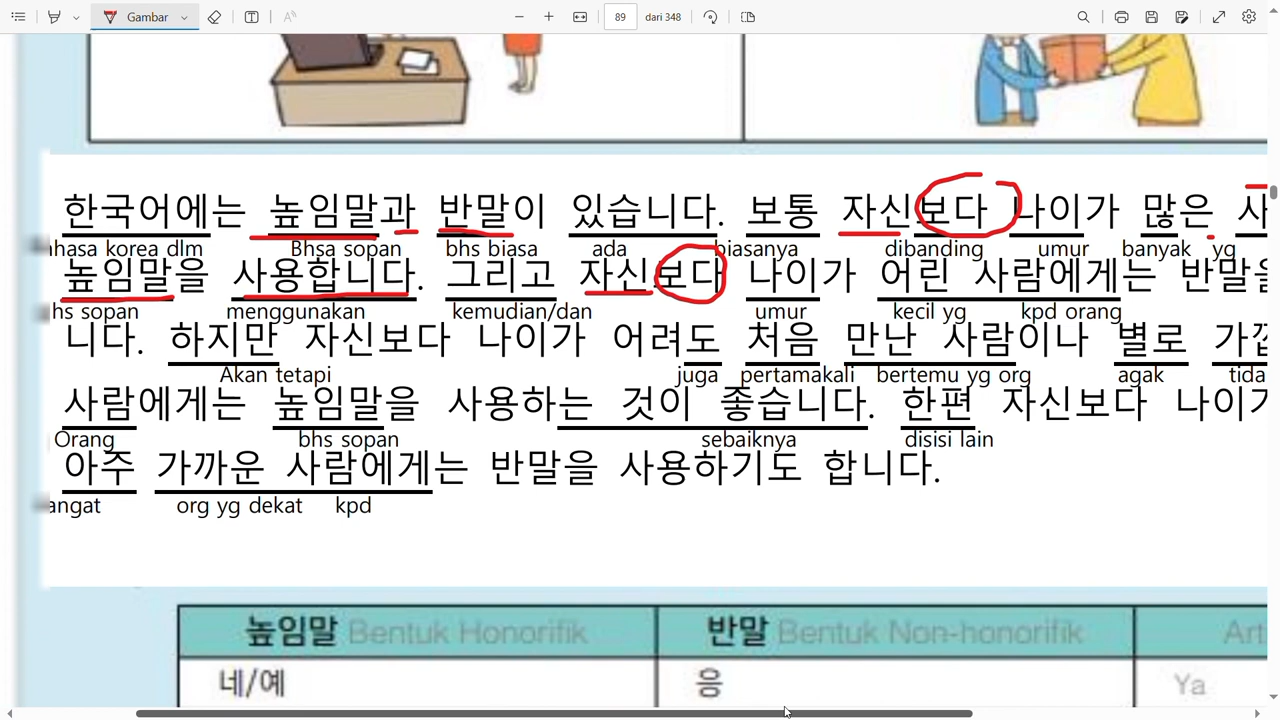 Gambar
89 dari 348
한국어에는 높임말과 반말이 있습니다. 보통 자신보다 나이가 많은 사
hasa korea dlm Bhsa sopan bhs biasa ada biasanya dibanding umur banyak yg
높임말을 사용합니다. 그리고 자신보다 나이가 어린 사람에게는 반말을
hs sopan menggunakan kemudian/dan umur kecil yg kpd orang
니다. 하지만 자신보다 나이가 어려도 처음 만난 사람이나 별로
Akan tetapi juga pertamakali bertemu yg org agak tida
사람에게는 높임말을 사용하는 것이 좋습니다. 한편 자신보다 나이가
Orang bhs sopan sebaiknya disisi lain
아주 가까운 사람에게는 반말을 사용하기도 합니다.
angat org yg dekat kpd
높임말 Bentuk Honorifik 반말 Bentuk Non-honorifik Art
네/예 응 Ya